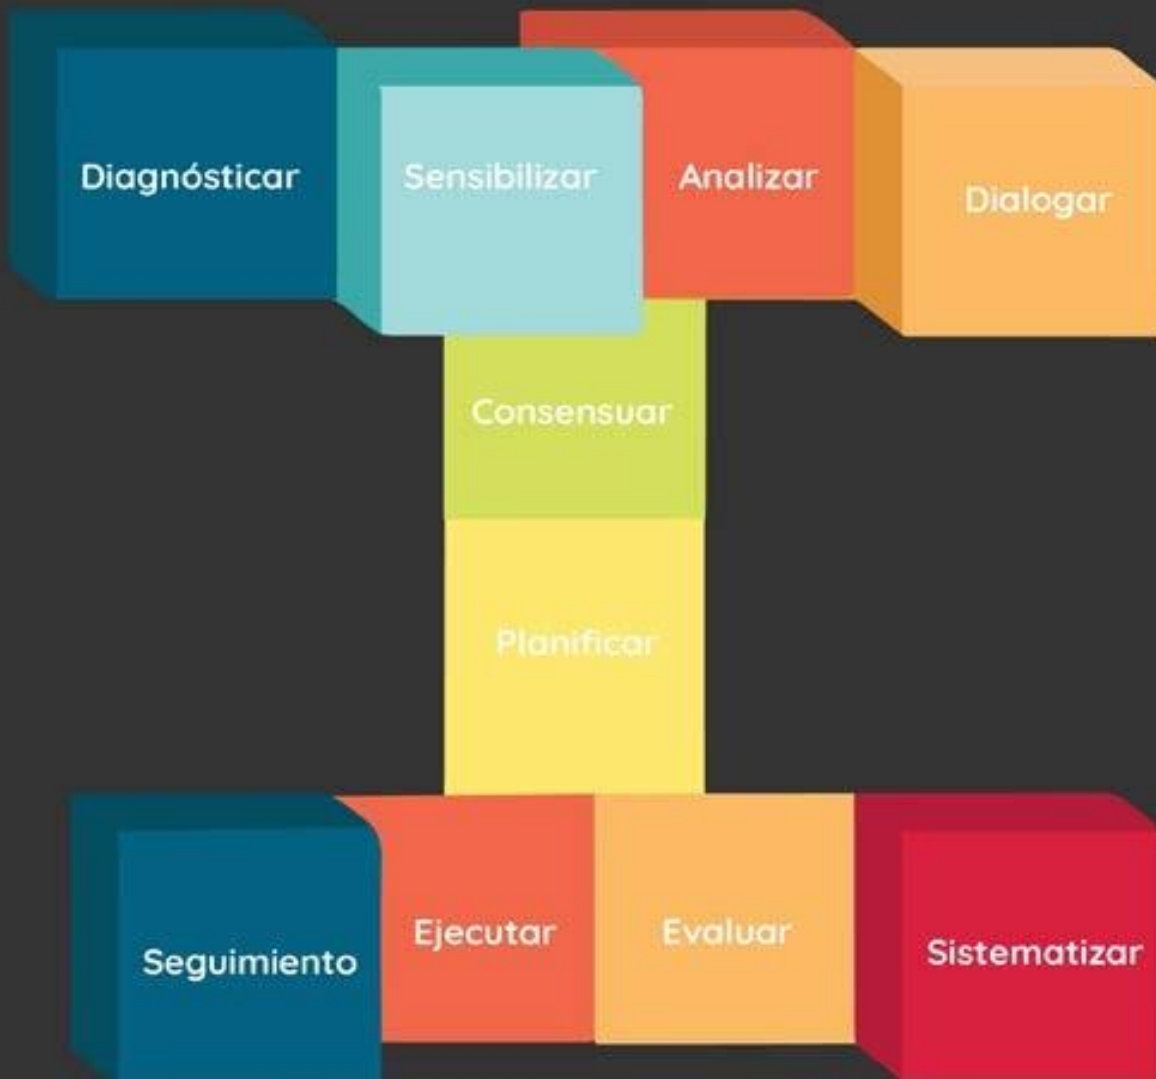 Diagnósticar
Sensibilizar
Analizar
Dialogar
Consensuar
Planificar
Seguimiento
Ejecutar
Evaluar
Sistematizar